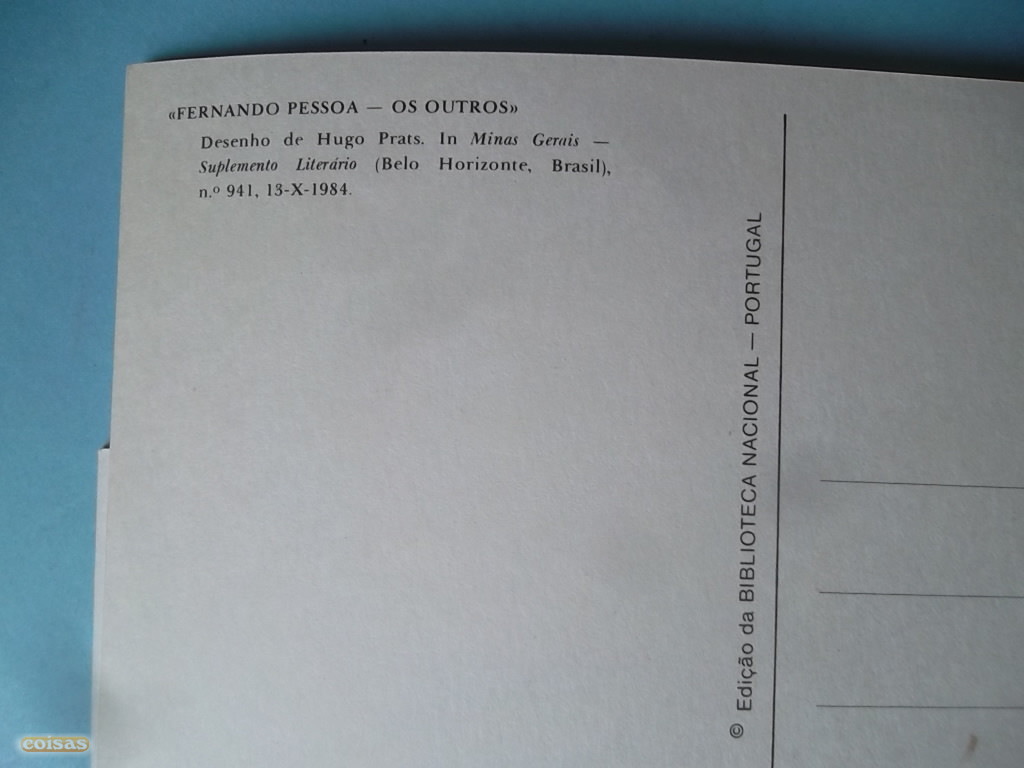 «FERNANDO PESSOA — OS OUTROS»
Desenho de Hugo Prats. In Minas Gerais —
Suplemento Literário (Belo Horizonte, Brasil),
n.º 941, 13-X-1984.
© Edição da BIBLIOTECA NACIONAL — PORTUGAL
coisas